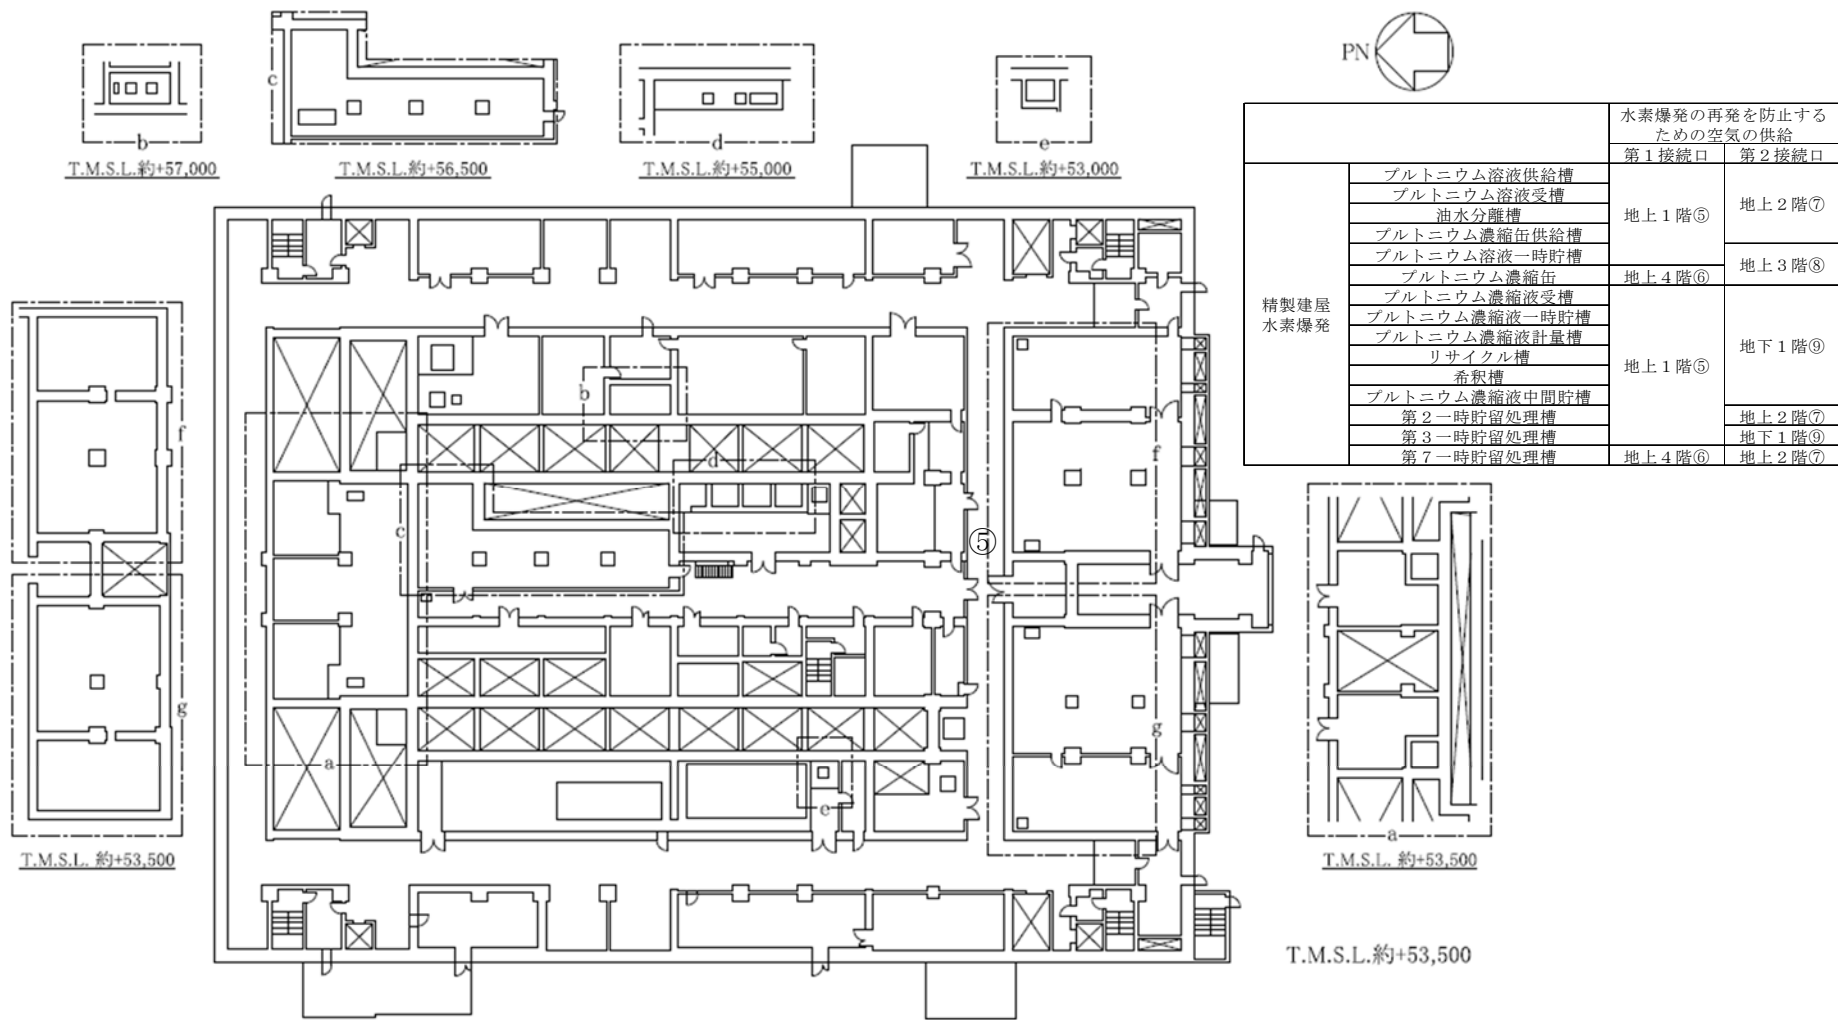 PN
b
T.M.S.L.約+57,000
c
T.M.S.L.約+56,500
d
T.M.S.L.約+55,000
e
T.M.S.L.約+53,000
水素爆発の再発を防止する
ための空気の供給
第1接続口 第2接続口
精製建屋
水素爆発
プルトニウム溶液供給槽
プルトニウム溶液受槽
油水分離槽
プルトニウム濃縮缶供給槽
プルトニウム溶液一時貯槽
プルトニウム濃縮缶
プルトニウム濃縮液受槽
プルトニウム濃縮液一時貯槽
プルトニウム濃縮液計量槽
リサイクル槽
希釈槽
プルトニウム濃縮液中間貯槽
第2一時貯留処理槽
第3一時貯留処理槽
第7一時貯留処理槽
地上1階⑤
地上4階⑥
地上1階⑤
地上4階⑥
地上2階⑦
地上3階⑧
地下1階⑨
地上2階⑦
地下1階⑨
地上2階⑦
f
g
T.M.S.L. 約+53,500
b
d
c
a
e
⑤
f
g
a
T.M.S.L. 約+53,500
T.M.S.L.約+53,500